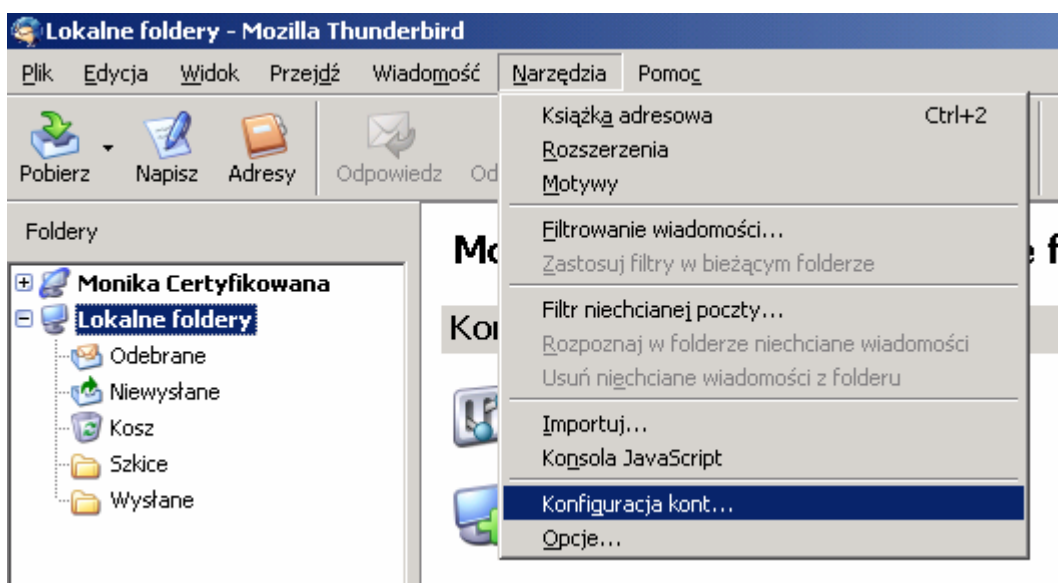 Lokalne foldery - Mozilla Thunderbird
Plik Edycja Widok Przejdź Wiadomość Narzędzia Pomoc
Pobierz Napisz Adresy Odpowiedz Od
Książka adresowa Ctrl+2
Rozszerzenia
Motywy
Filtrowanie wiadomości...
Zastosuj filtry w bieżącym folderze
Filtr niechcianej poczty...
Rozpoznaj w folderze niechciane wiadomości
Usuń niechciane wiadomości z folderu
Importuj...
Konsola JavaScript
Konfiguracja kont...
Opcje...
Foldery
Monika Certyfikowana
Lokalne foldery
Odebrane
Niewysłane
Kosz
Szkice
Wysłane